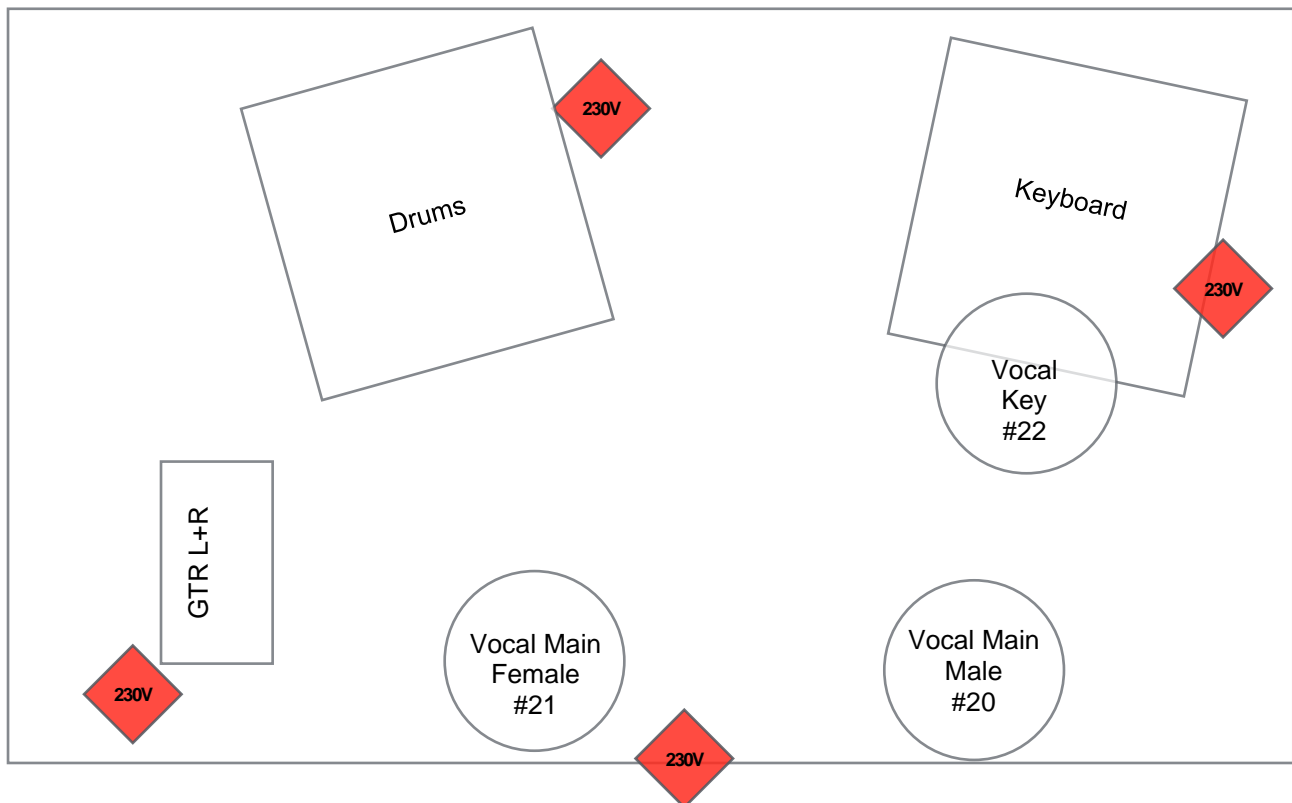 230V
Drums
Keyboard
230V
Vocal
Key
#22
GTR L+R
Vocal Main
Female
#21
Vocal Main
Male
#20
230V
230V